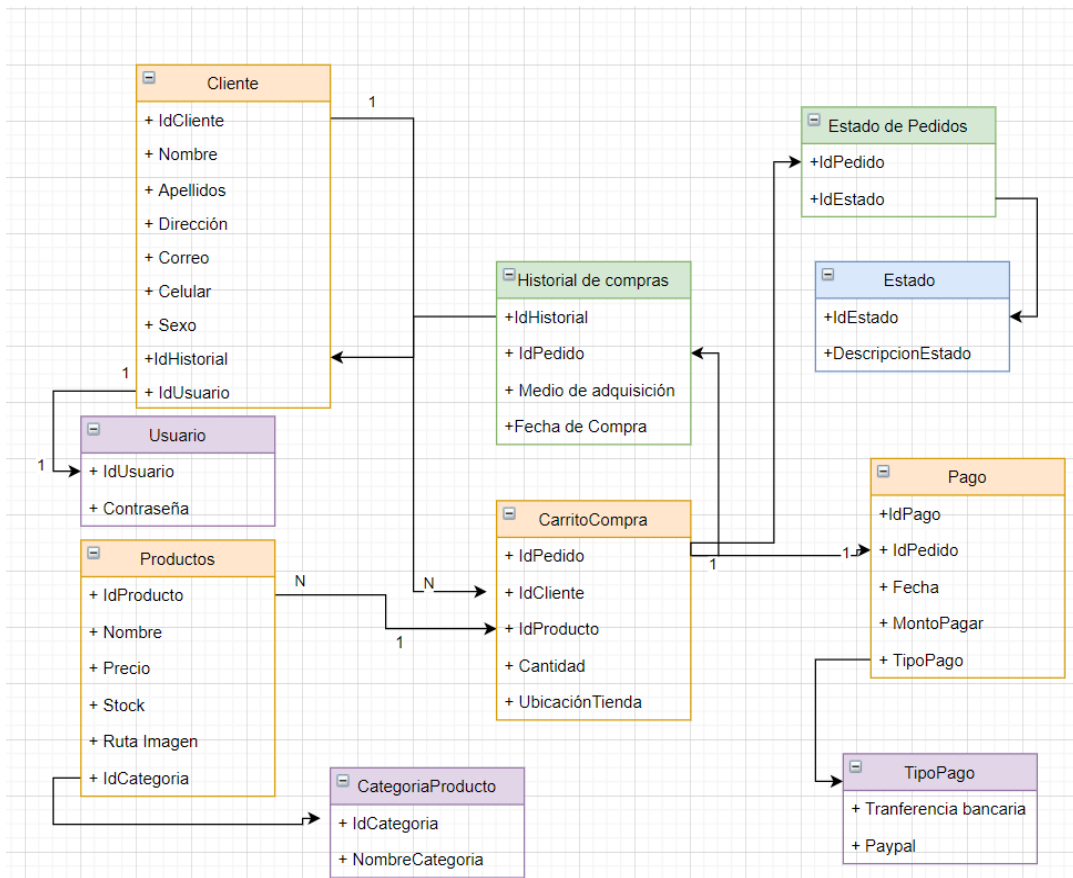 Cliente
+ IdCliente
+ Nombre
+ Apellidos
+ Dirección
+ Correo
+ Celular
+ Sexo
+IdHistorial
+ IdUsuario
1
1
1
Usuario
+ IdUsuario
+ Contraseña
Productos
+ IdProducto
+ Nombre
+ Precio
+ Stock
+ Ruta Imagen
+ IdCategoria
N
1
N
CategoriaProducto
+ IdCategoria
+ NombreCategoria
Historial de compras
+IdHistorial
+ IdPedido
+ Medio de adquisición
+Fecha de Compra
CarritoCompra
+ IdPedido
+ IdCliente
+ IdProducto
+ Cantidad
+ UbicaciónTienda
1
1
Estado de Pedidos
+IdPedido
+IdEstado
Estado
+IdEstado
+DescripcionEstado
Pago
+IdPago
+ IdPedido
+ Fecha
+ MontoPagar
+ TipoPago
TipoPago
+ Tranferencia bancaria
+ Paypal